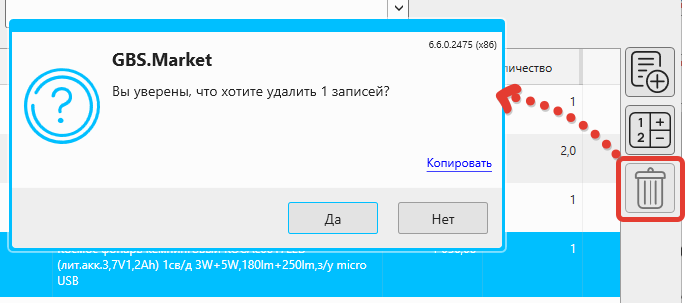 6.6.0.2475 (x86)
GBS.Market
Вы уверены, что хотите удалить 1 записей?
Копировать
Да
Нет
личество
1
2,0
1
1
(лит.акк.3,7V1,2Ah) 1св/д 3W+5W,180lm+250lm,з/у micro
USB
1 2